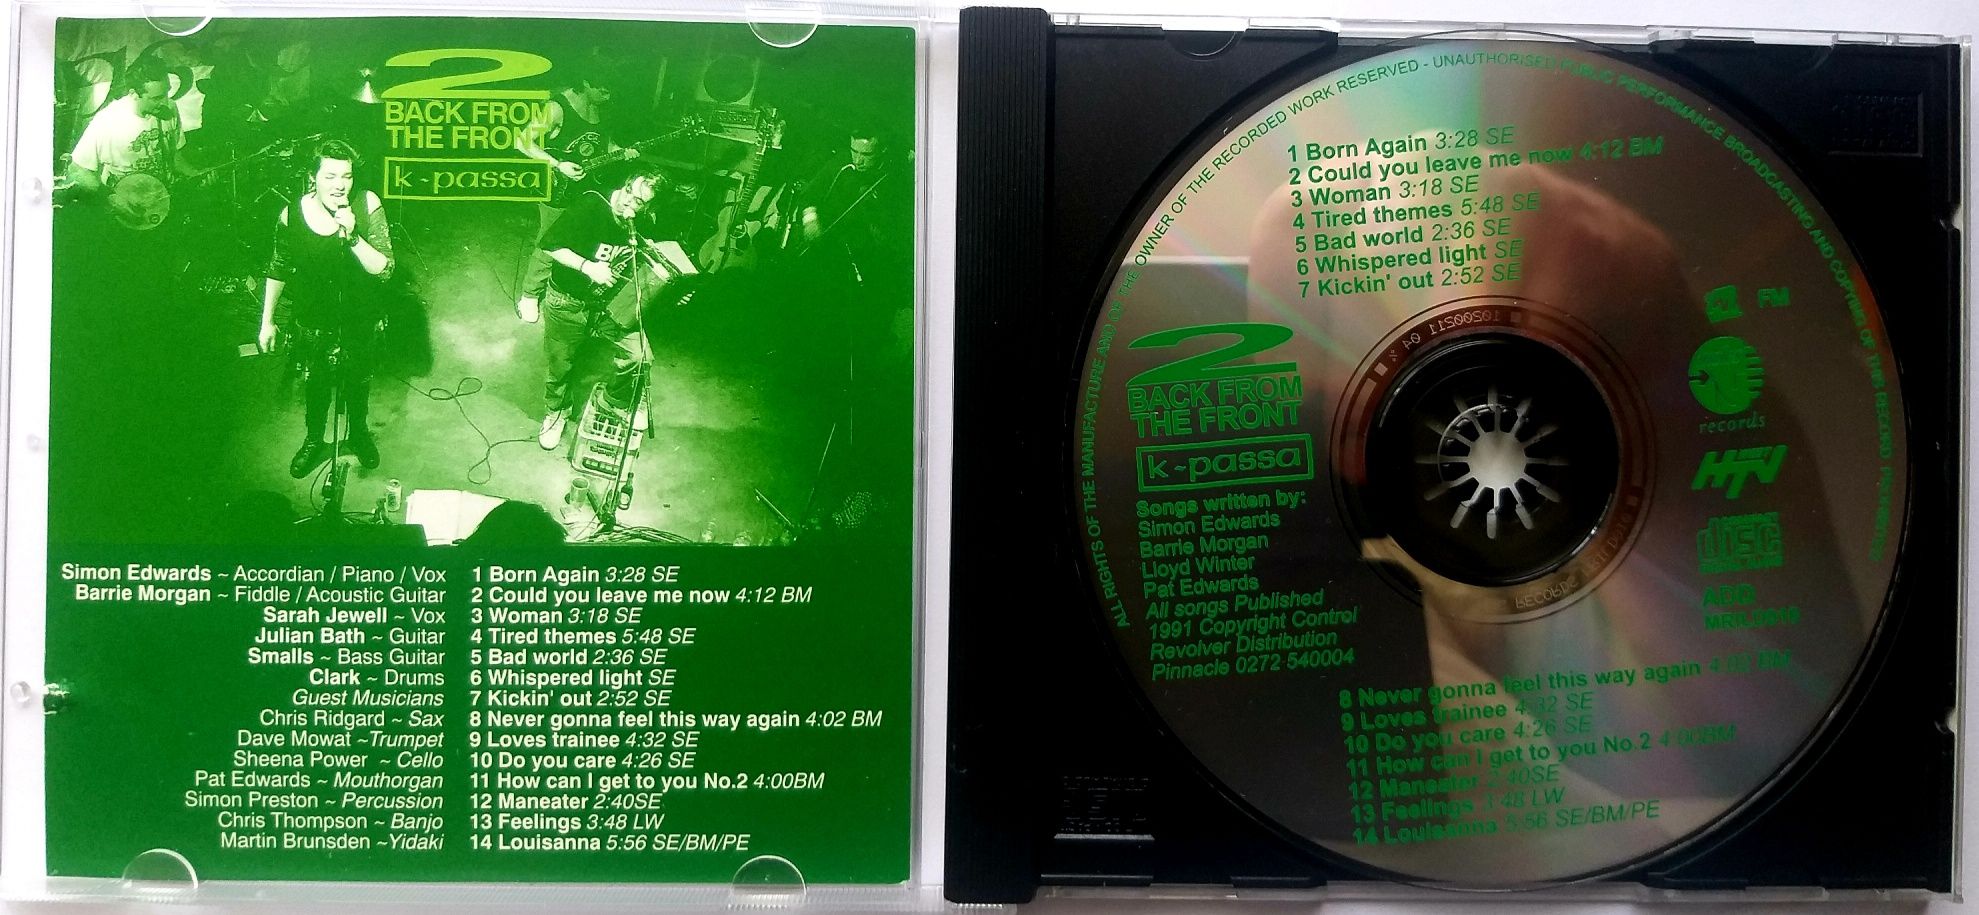 2
BACK FROM
THE FRONT
k~passa
Simon Edwards ~ Accordian / Piano / Vox
Barrie Morgan ~ Fiddle / Acoustic Guitar
Sarah Jewell ~ Vox
Julian Bath ~ Guitar
Smalls ~ Bass Guitar
Clark ~ Drums
Guest Musicians
Chris Ridgard ~ Sax
Dave Mowat ~Trumpet
Sheena Power ~ Cello
Pat Edwards ~ Mouthorgan
Simon Preston ~ Percussion
Chris Thompson ~ Banjo
Martin Brunsden ~Yidaki
1 Born Again 3:28 SE
2 Could you leave me now 4:12 BM
3 Woman 3:18 SE
4 Tired themes 5:48 SE
5 Bad world 2:36 SE
6 Whispered light SE
7 Kickin' out 2:52 SE
8 Never gonna feel this way again 4:02 BM
9 Loves trainee 4:32 SE
10 Do you care 4:26 SE
11 How can I get to you No.2 4:00BM
12 Maneater 2:40SE
13 Feelings 3:48 LW
14 Louisanna 5:56 SE/BM/PE
ALL RIGHTS OF THE MANUFACTURE AND OF THE OWNER OF THE RECORDED WORK RESERVED - UNAUTHORISED PUBLIC PERFORMANCE BROADCASTING AND COPYING OF THIS RECORD PROHIBITED
1 Born Again 3:28 SE
2 Could you leave me now 4:12 BM
3 Woman 3:18 SE
4 Tired themes 5:48 SE
5 Bad world 2:36 SE
6 Whispered light SE
7 Kickin' out 2:52 SE
2
BACK FROM
THE FRONT
k~passa
Songs written by:
Simon Edwards
Barrie Morgan
Lloyd Winter
Pat Edwards
All songs Published
1991 Copyright Control
Revolver Distribution
Pinnacle 0272 540004
FM
records
HTV
disc
ADD
10200211 04
8 Never gonna feel this way again 4:02 BM
9 Loves trainee 4:32 SE
10 Do you care 4:26 SE
11 How can I get to you No.2 4:00BM
12 Maneater 2:40SE
13 Feelings 3:48 LW
14 Louisanna 5:56 SE/BM/PE